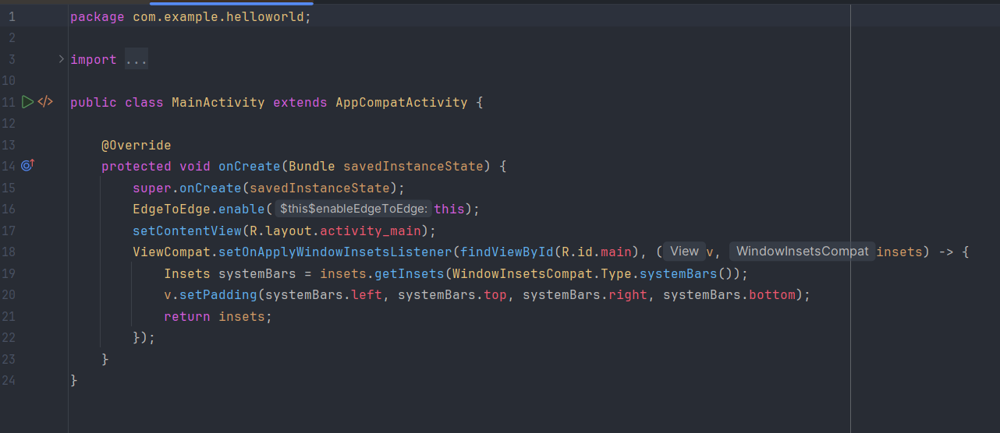 1 package com.example.helloworld;
2
3 import ...
10
11 public class MainActivity extends AppCompatActivity {
12
13 @Override
14 protected void onCreate(Bundle savedInstanceState) {
15 super.onCreate(savedInstanceState);
16 EdgeToEdge.enable( $this$enableEdgeToEdge: this);
17 setContentView(R.layout.activity_main);
18 ViewCompat.setOnApplyWindowInsetsListener(findViewById(R.id.main), ( View v, WindowInsetsCompat insets) -> {
19 Insets systemBars = insets.getInsets(WindowInsetsCompat.Type.systemBars());
20 v.setPadding(systemBars.left, systemBars.top, systemBars.right, systemBars.bottom);
21 return insets;
22 });
23 }
24 }